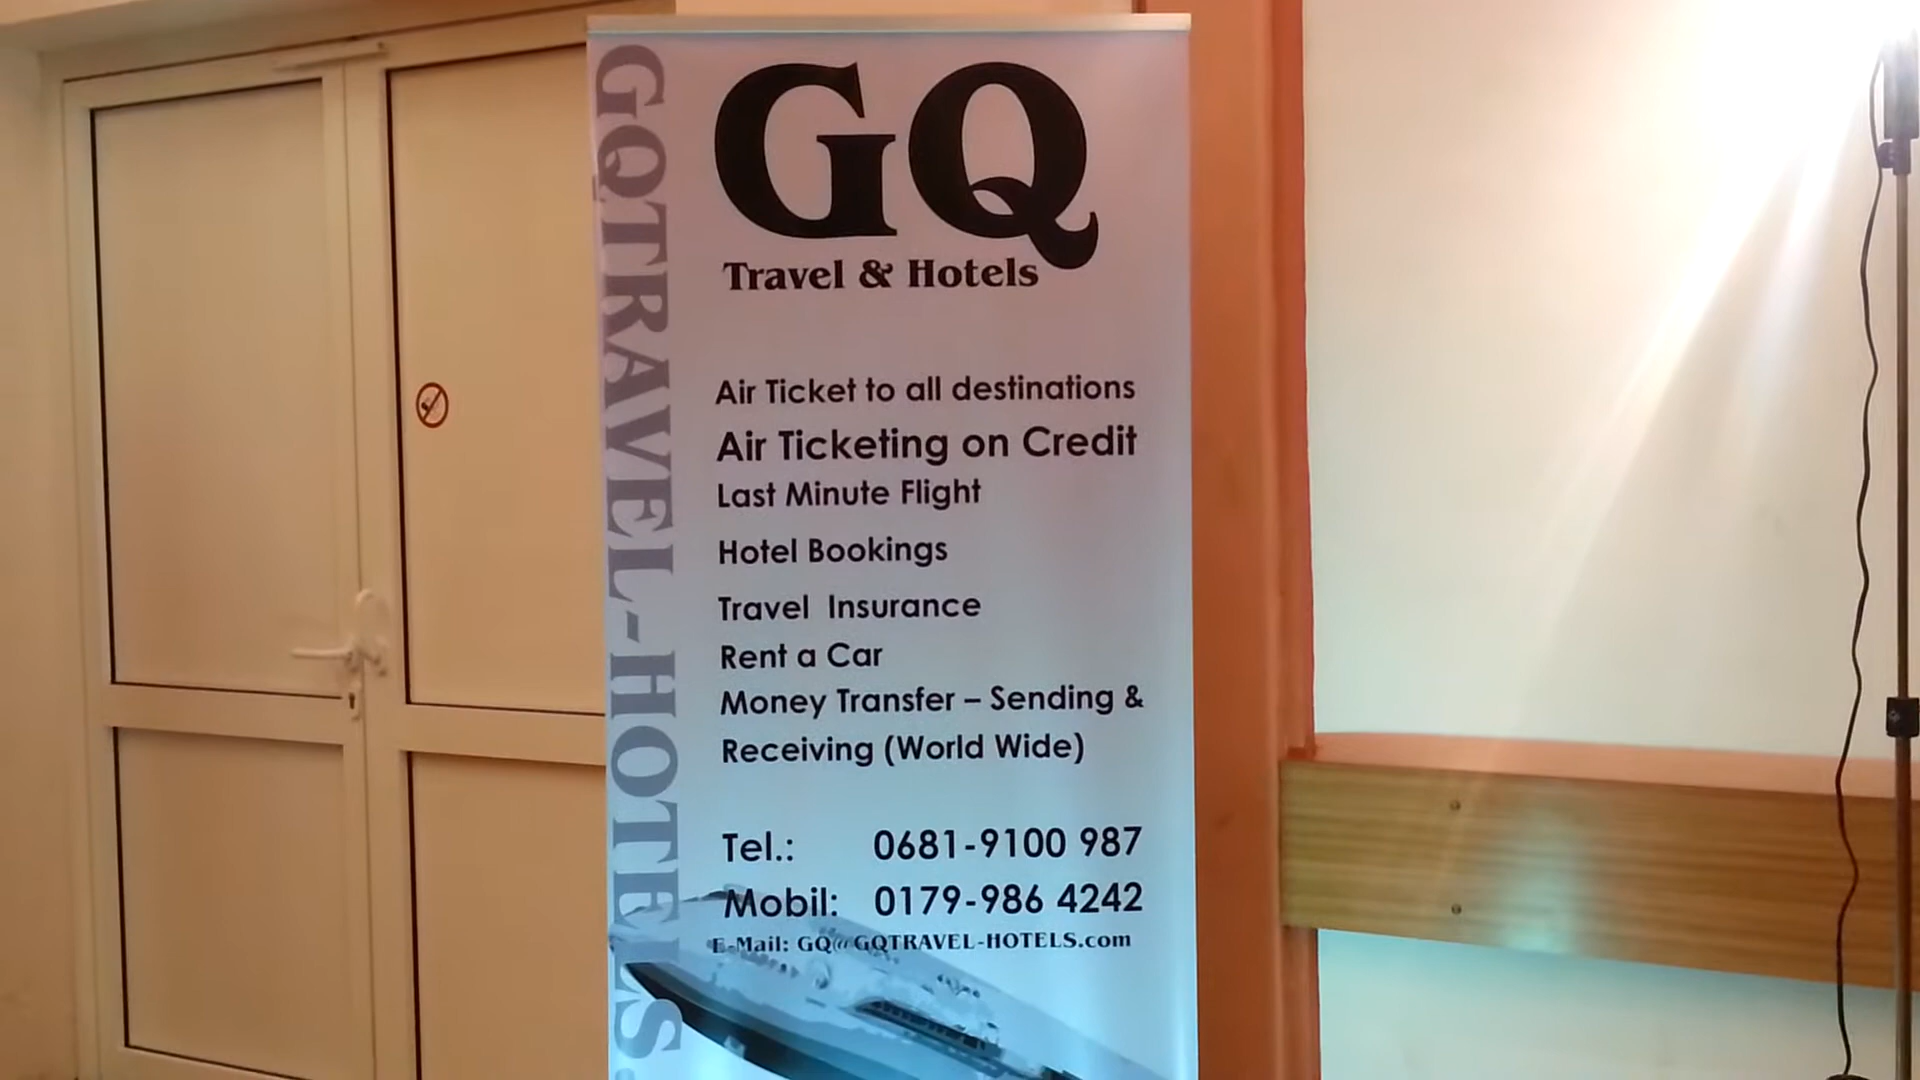 GQTRAVEL-HOTELS.
GQ
Travel & Hotels
Air Ticket to all destinations
Air Ticketing on Credit
Last Minute Flight
Hotel Bookings
Travel Insurance
Rent a Car
Money Transfer – Sending &
Receiving (World Wide)
Tel.: 0681-9100 987
Mobil: 0179-986 4242
E-Mail: GQ@GQTRAVEL-HOTELS.com